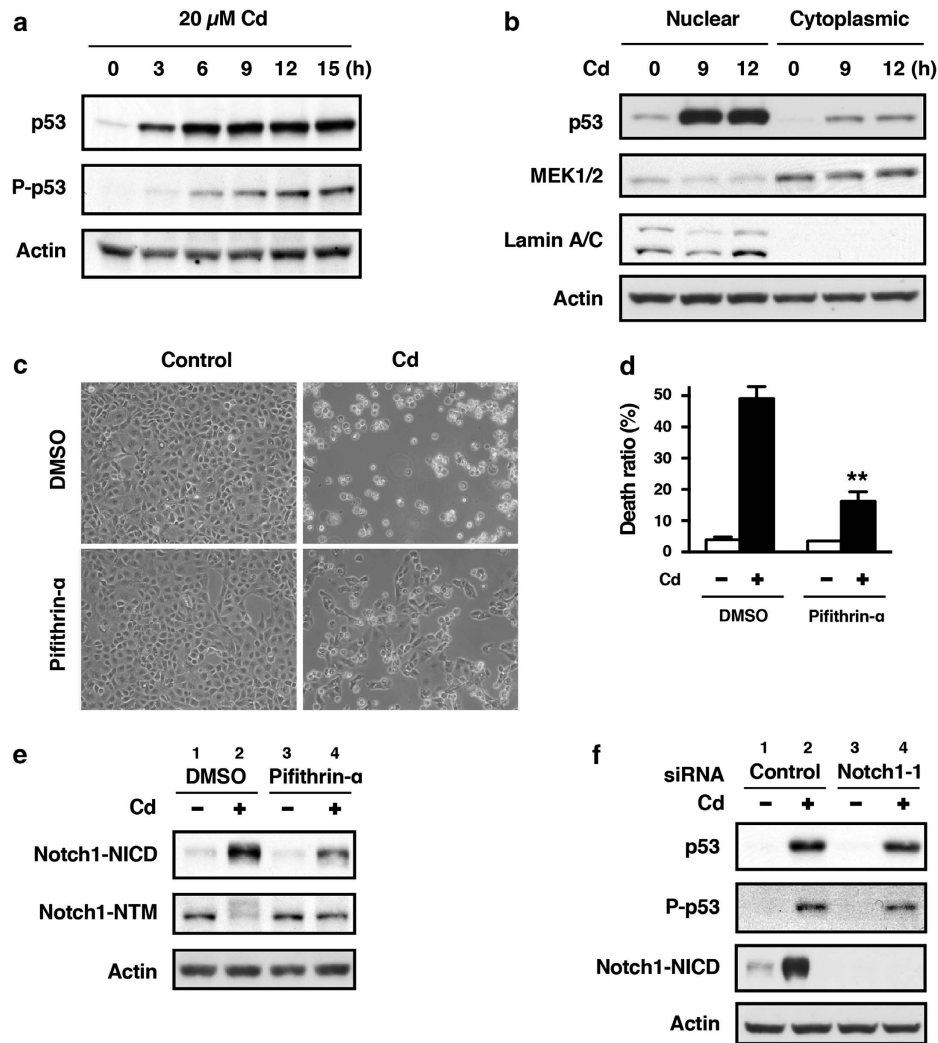 a
20 µM Cd
0 3 6 9 12 15 (h)
p53
P-p53
Actin
b
Nuclear Cytoplasmic
Cd 0 9 12 0 9 12 (h)
p53
MEK1/2
Lamin A/C
Actin
c
Control Cd
DMSO
Pifithrin-α
d
Death ratio (%)
50
40
30
20
10
0
**
Cd − + − +
DMSO Pifithrin-α
e
1 2 3 4
DMSO Pifithrin-α
Cd − + − +
Notch1-NICD
Notch1-NTM
Actin
f
1 2 3 4
siRNA Control Notch1-1
Cd − + − +
p53
P-p53
Notch1-NICD
Actin